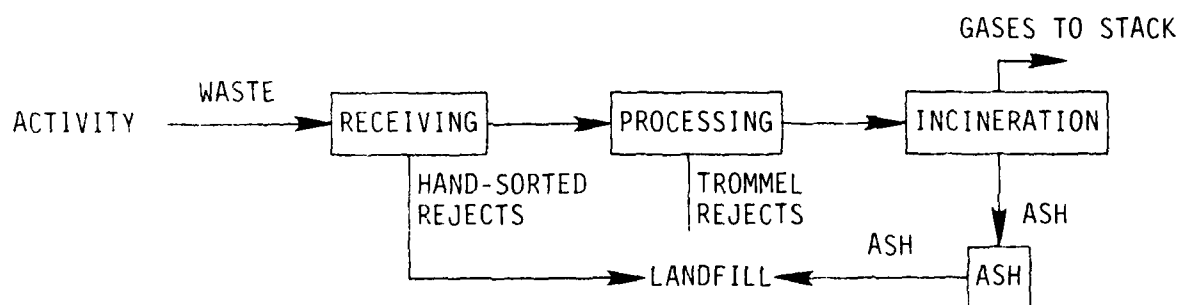 GASES TO STACK
WASTE
ACTIVITY
RECEIVING
PROCESSING
INCINERATION
HAND-SORTED
REJECTS
TROMMEL
REJECTS
ASH
ASH
LANDFILL
ASH